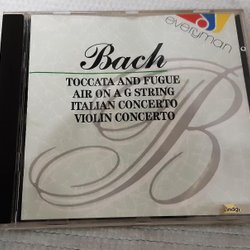 everyman
Bach
TOCCATA AND FUGUE
AIR ON A G STRING
ITALIAN CONCERTO
VIOLIN CONCERTO
B